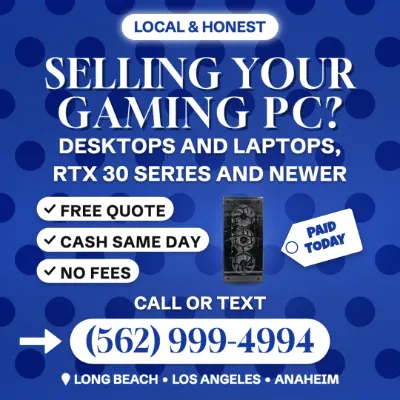 LOCAL & HONEST
SELLING YOUR
GAMING PC?
DESKTOPS AND LAPTOPS,
RTX 30 SERIES AND NEWER
FREE QUOTE
CASH SAME DAY
NO FEES
PAID
TODAY
CALL OR TEXT
(562) 999-4994
LONG BEACH • LOS ANGELES • ANAHEIM